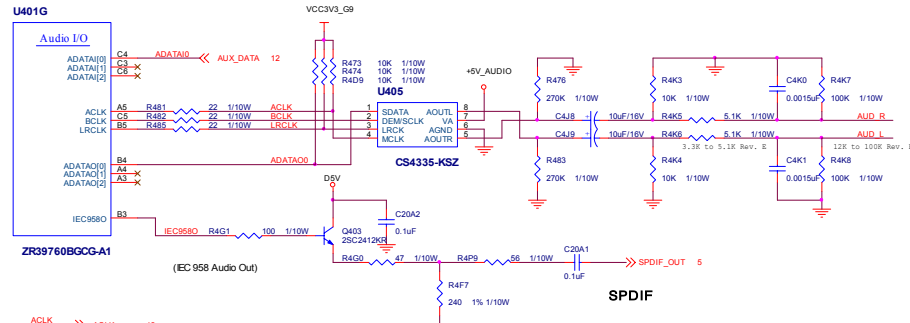 U401G
VCC3V3_G9
Audio I/O
ADATAI[0]
ADATAI[1]
ADATAI[2]
C4
C3
C6
ADATAI0
AUX_DATA 12
R473 10K 1/10W
R474 10K 1/10W
R4D9 10K 1/10W
U405
+5V_AUDIO
ACLK
BCLK
LRCLK
A5
C5
B5
R481 22 1/10W
R482 22 1/10W
R485 22 1/10W
ACLK
BCLK
LRCLK
1
2
3
4
SDATA
DEM/SCLK
LRCK
MCLK
AOUTL
VA
AGND
AOUTR
8
7
6
5
CS4335-KSZ
R476
270K 1/10W
C4J8
10uF/16V
C4J9
10uF/16V
R483
270K 1/10W
R4K3
10K 1/10W
R4K5 5.1K 1/10W
R4K6 5.1K 1/10W
3.3K to 5.1K Rev. E
R4K4
10K 1/10W
C4K0
0.0015uF
R4K7
100K 1/10W
AUD_R
AUD_L
12K to 100K Rev.
C4K1
0.0015uF
R4K8
100K 1/10W
ADATAO[0]
ADATAO[1]
ADATAO[2]
B4
A4
A3
ADATAO0
IEC958O
B3
IEC958O
R4G1 100 1/10W
D5V
C20A2
0.1uF
Q403
2SC2412KR
ZR39760BGCG-A1
(IEC 958 Audio Out)
R4G0 47 1/10W
R4P9 56 1/10W
C20A1
0.1uF
SPDIF_OUT 5
R4F7
240 1% 1/10W
SPDIF
ACLK